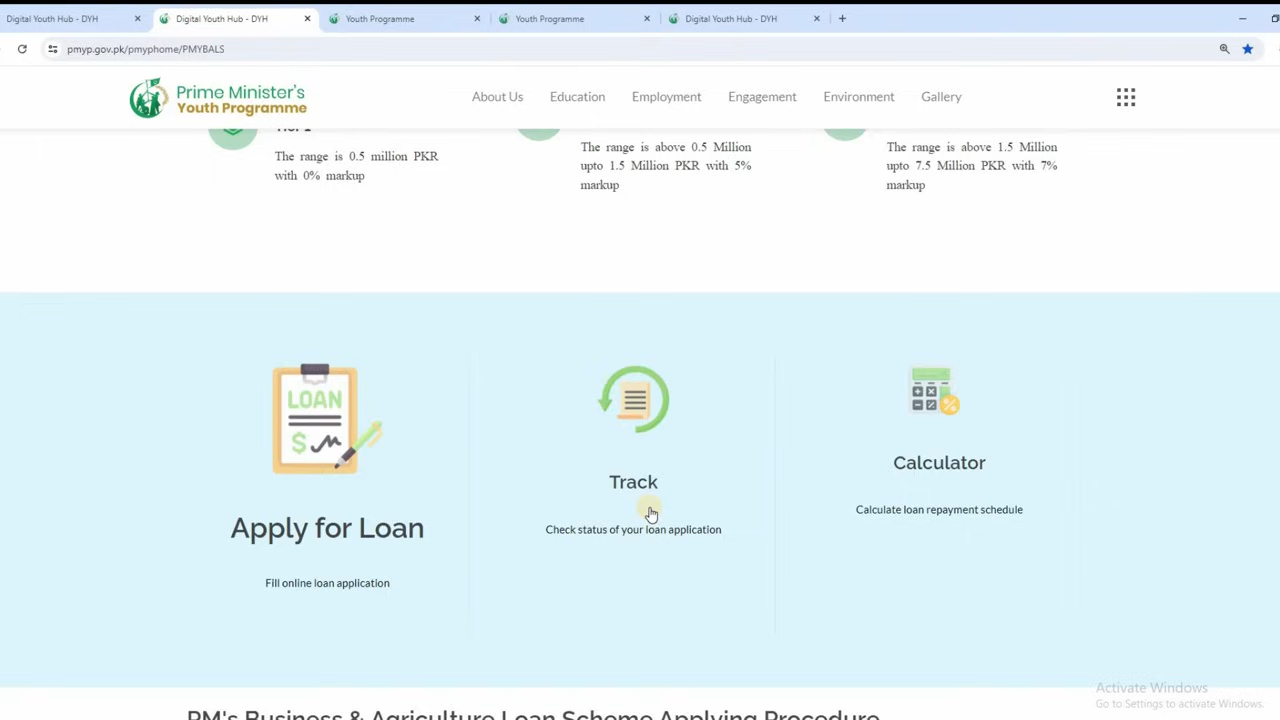 Digital Youth Hub - DYH
Digital Youth Hub - DYH
Youth Programme
Youth Programme
Digital Youth Hub - DYH
pmyp.gov.pk/pmyphome/PMYBALS
Prime Minister's
Youth Programme
About Us
Education
Employment
Engagement
Environment
Gallery
The range is 0.5 million PKR
with 0% markup
The range is above 0.5 Million
upto 1.5 Million PKR with 5%
markup
The range is above 1.5 Million
upto 7.5 Million PKR with 7%
markup
LOAN
$
Apply for Loan
Fill online loan application
Track
Check status of your loan application
Calculator
Calculate loan repayment schedule
PM's Business & Agriculture Loan Scheme Applying Procedure
Activate Windows
Go to Settings to activate Windows.